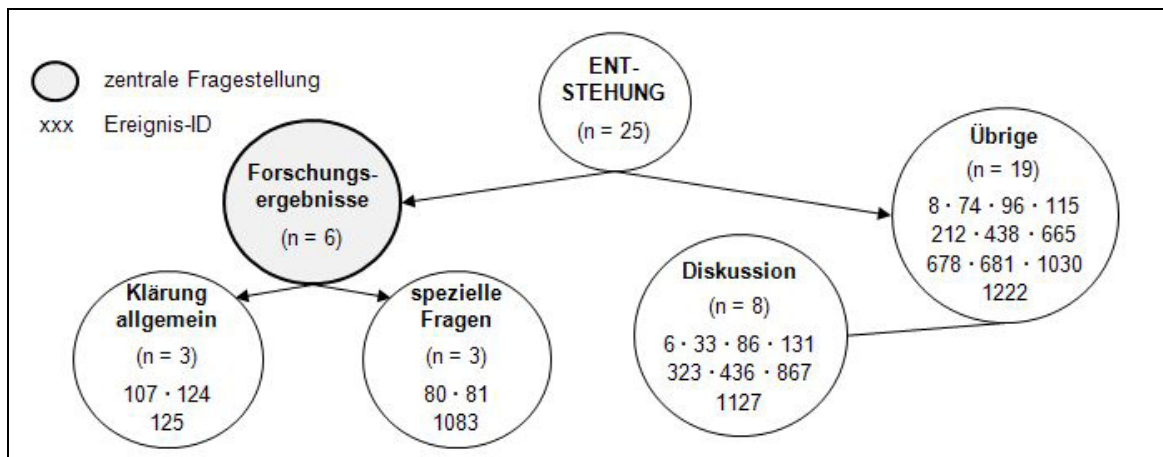 zentrale Fragestellung
xxx Ereignis-ID
ENT-
STEHUNG
(n = 25)
Forschungs-
ergebnisse
(n = 6)
Klärung
allgemein
(n = 3)
107 · 124
125
spezielle
Fragen
(n = 3)
80 · 81
1083
Diskussion
(n = 8)
6 · 33 · 86 · 131
323 · 436 · 867
1127
Übrige
(n = 19)
8 · 74 · 96 · 115
212 · 438 · 665
678 · 681 · 1030
1222